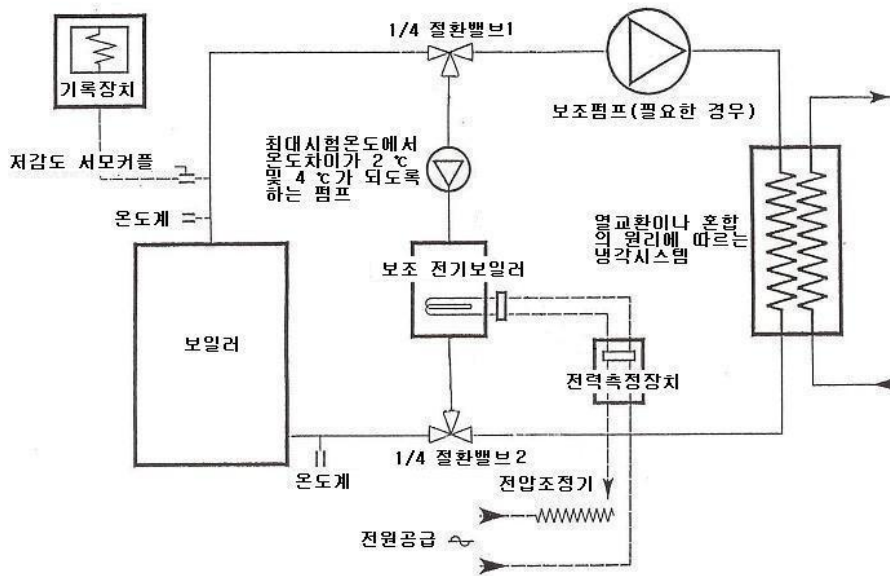 1/4 절환밸브1
기록장치
보조펌프(필요한 경우)
최대시험온도에서
온도차이가 2 ℃
및 4 ℃가 되도록
하는 펌프
저감도 서모커플
온도계
열교환이나 혼합
의 원리에 따르는
냉각시스템
보조 전기보일러
보일러
전력측정장치
1/4 절환밸브2
온도계
전압조정기
전원공급